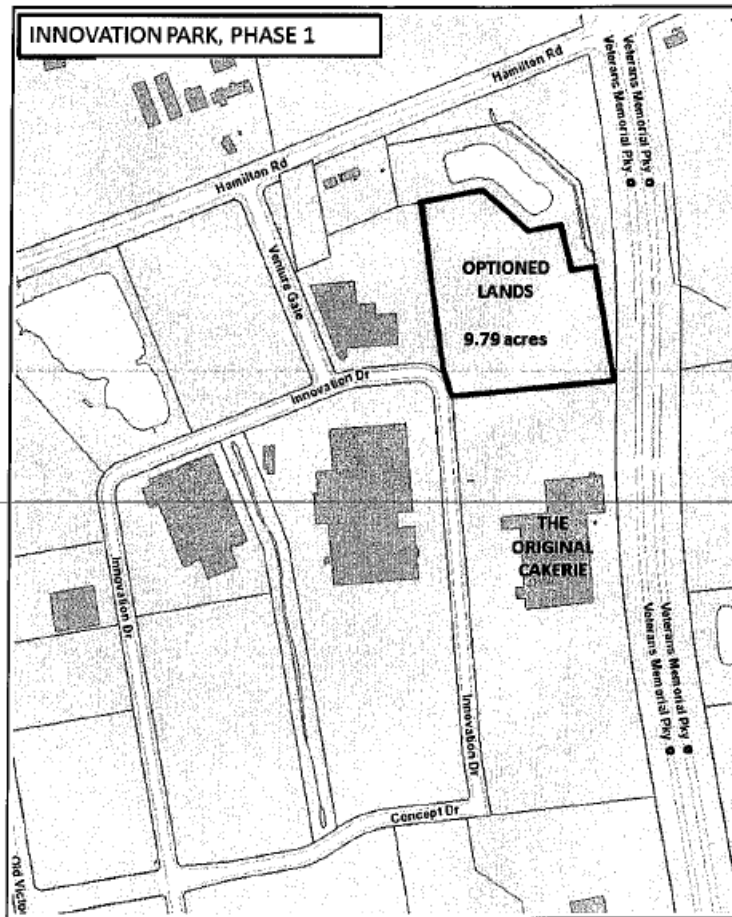 INNOVATION PARK, PHASE 1
Hamilton Rd
Veterans Memorial Pky
Veterans Memorial Pky
Hamilton Rd
Venture Gate
OPTIONED
LANDS
9.79 acres
Innovation Dr
THE
ORIGINAL
CAKERIE
Innovation Dr
Veterans Memorial Pky
Veterans Memorial Pky
Innovation Dr
Concept Dr
Old Victo